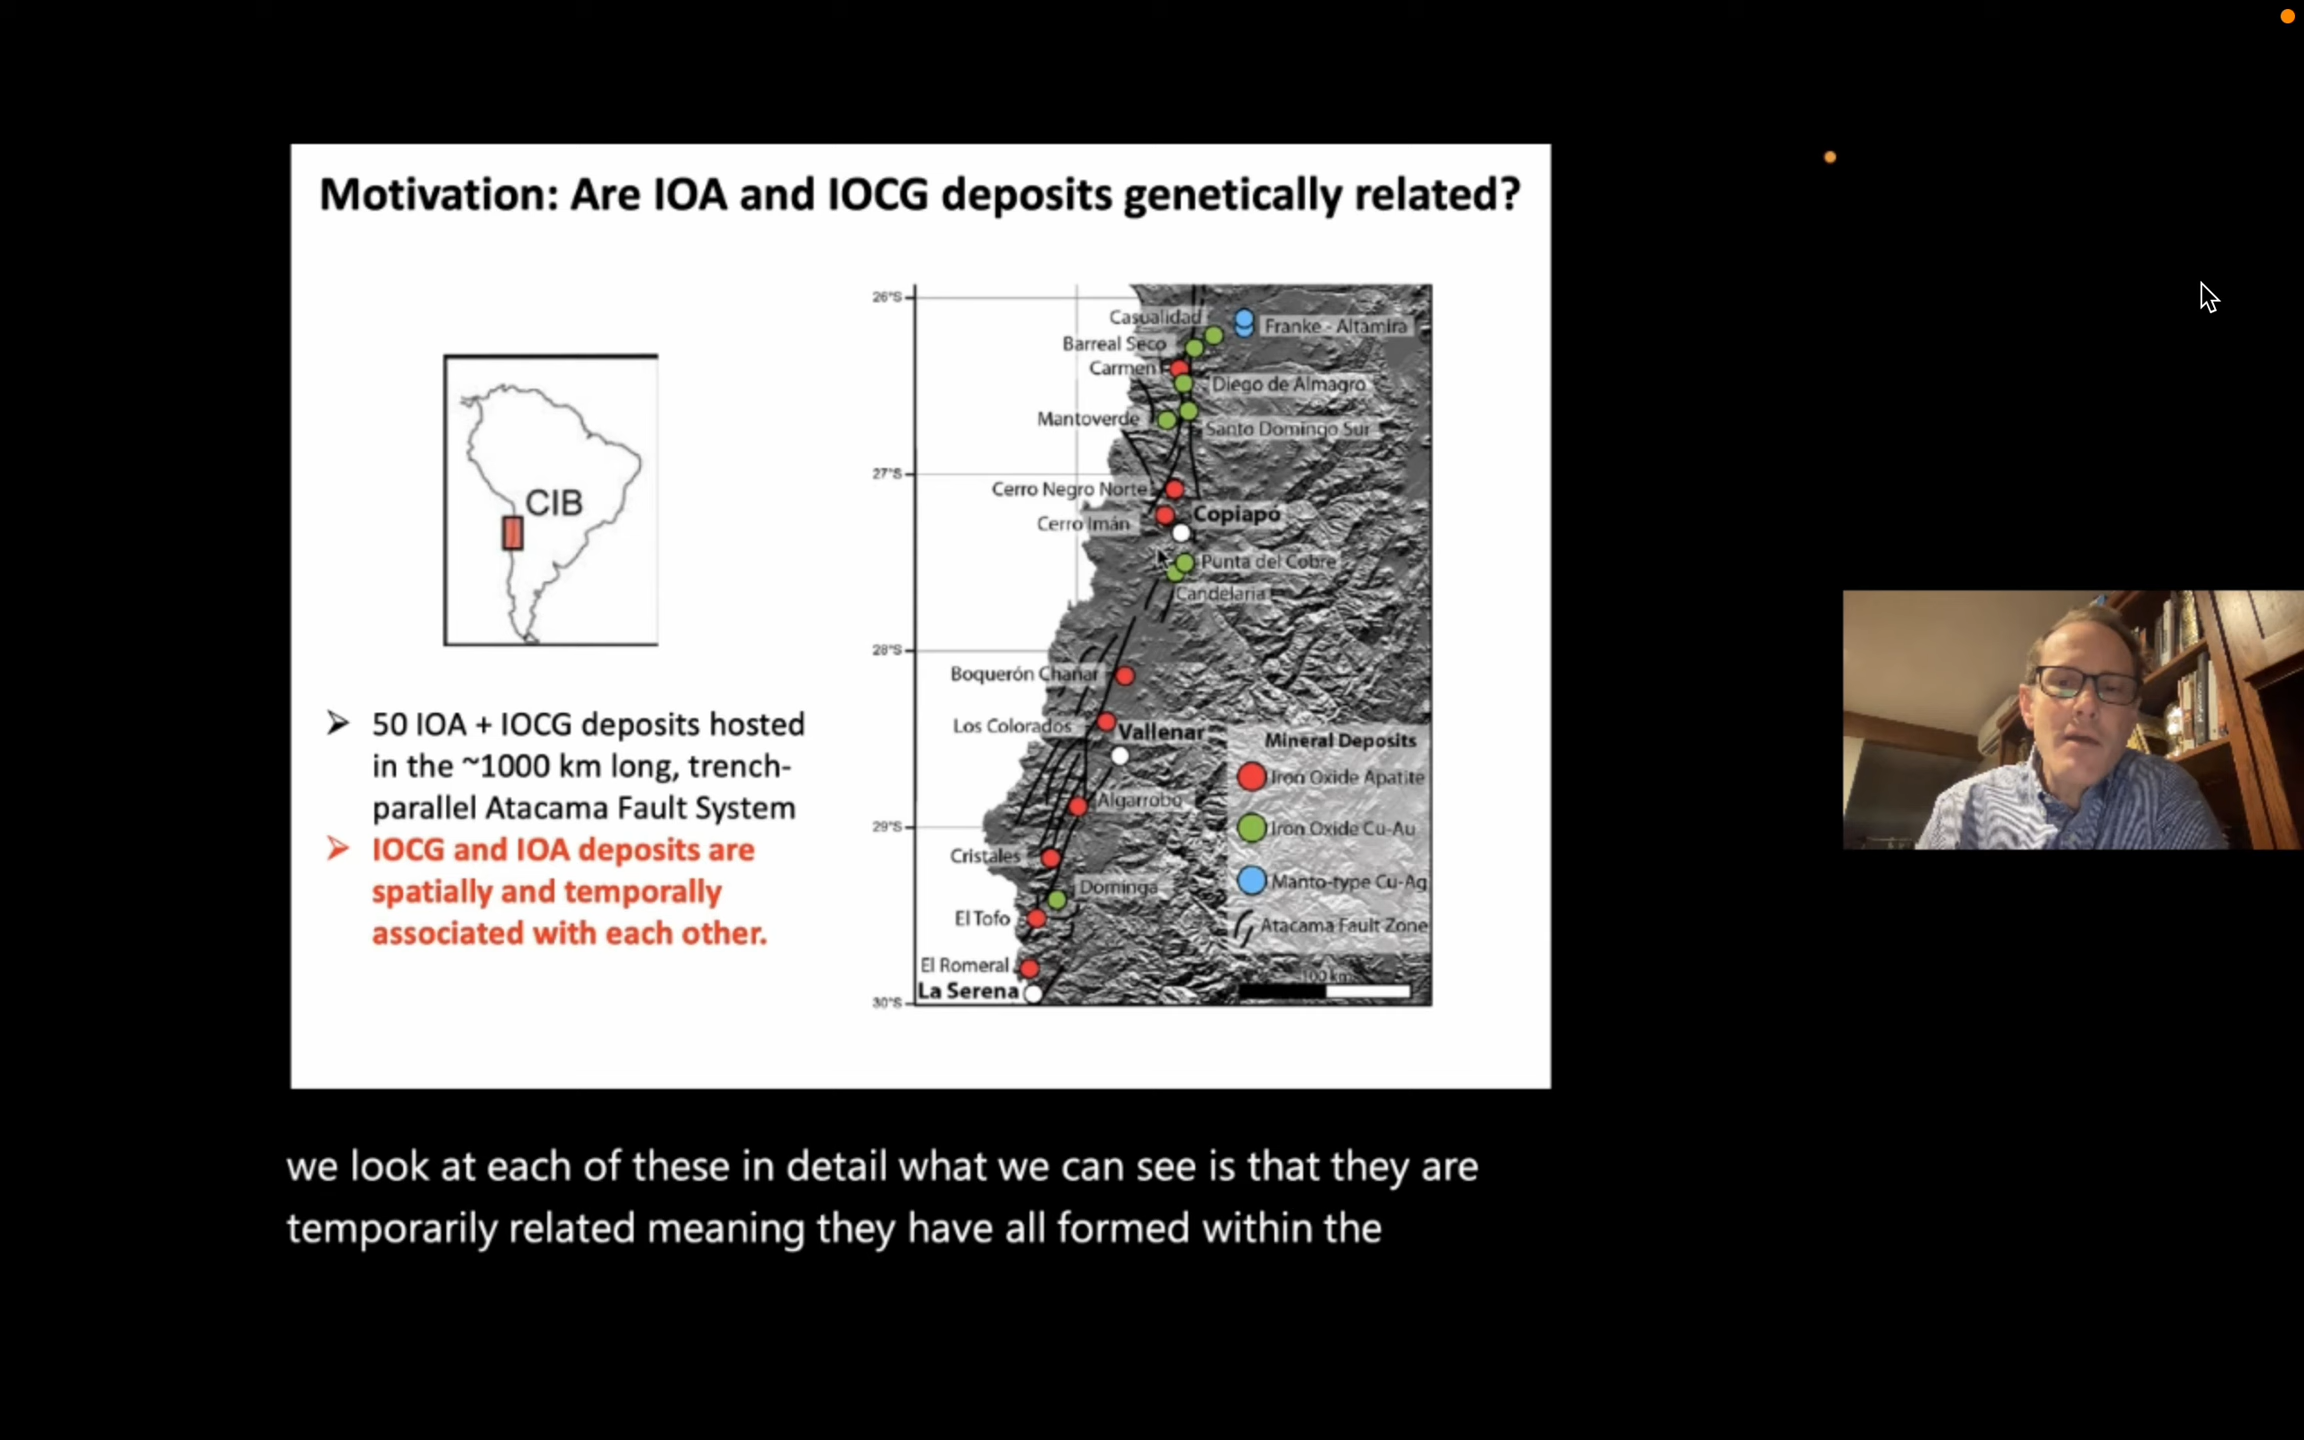 Motivation: Are IOA and IOCG deposits genetically related?
CIB
➢ 50 IOA + IOCG deposits hosted
in the ~1000 km long, trench-
parallel Atacama Fault System
➢ IOCG and IOA deposits are
spatially and temporally
associated with each other.
26°S
Casualidad
Franke - Altamira
Barreal Seco
Carmen
Diego de Almagro
Mantoverde
Santo Domingo Sur
27°S
Cerro Negro Norte
Copiapó
Cerro Imán
Punta del Cobre
Candelaria
28°S
Boquerón Chañar
Los Colorados
Vallenar
Mineral Deposits
Iron Oxide Apatite
Algarrobo
29°S
Iron Oxide Cu-Au
Cristales
Manto-type Cu-Ag
Dominga
El Tofo
Atacama Fault Zone
El Romeral
100 km
La Serena
30°S
we look at each of these in detail what we can see is that they are
temporarily related meaning they have all formed within the